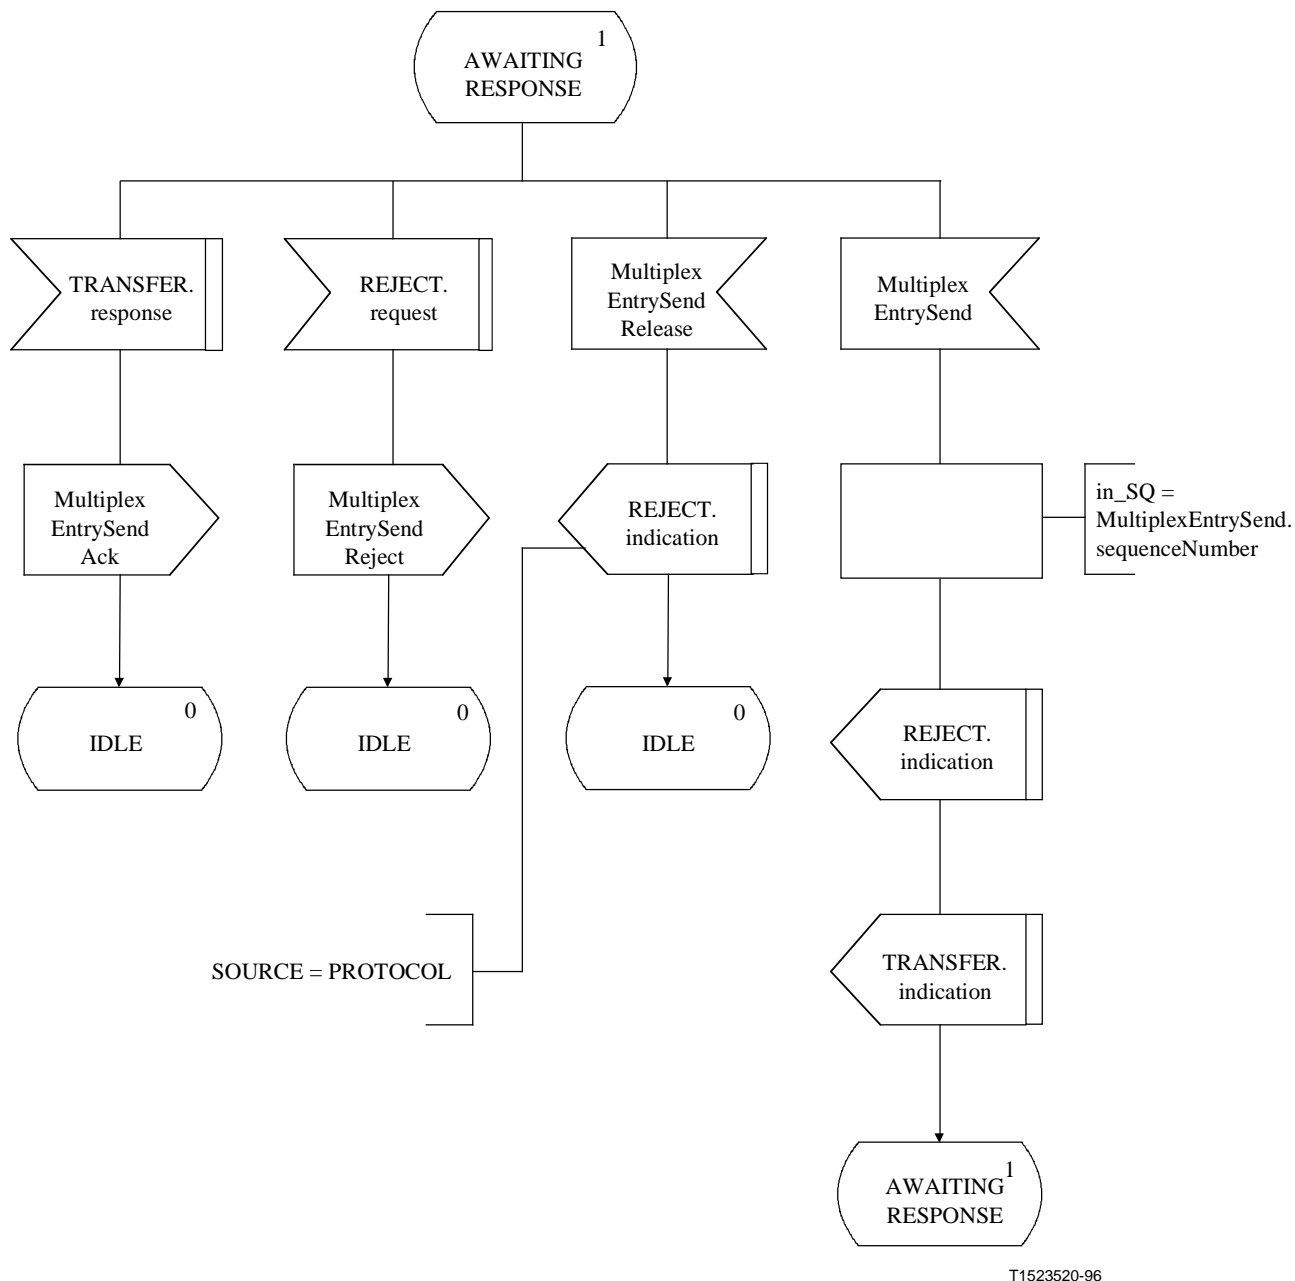 1
AWAITING
RESPONSE
TRANSFER.
response
REJECT.
request
Multiplex
EntrySend
Release
Multiplex
EntrySend
Multiplex
EntrySend
Ack
Multiplex
EntrySend
Reject
REJECT.
indication
in_SQ =
MultiplexEntrySend.
sequenceNumber
0
IDLE
0
IDLE
0
IDLE
REJECT.
indication
SOURCE = PROTOCOL
TRANSFER.
indication
1
AWAITING
RESPONSE
T1523520-96